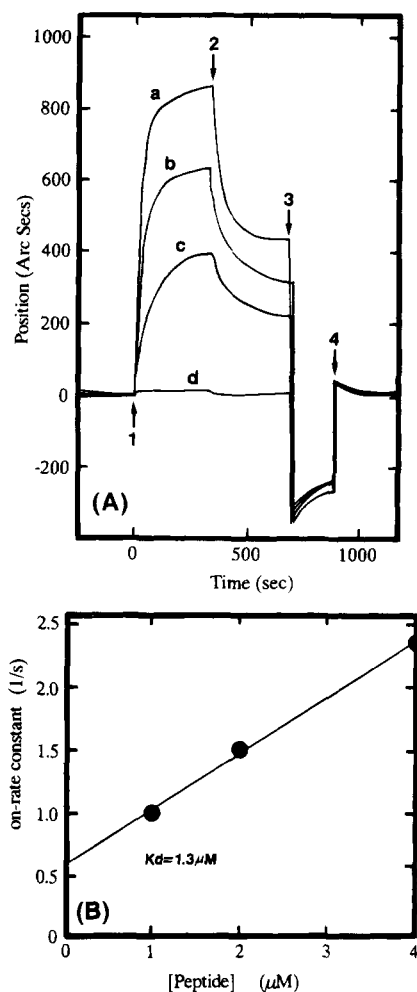 1000
800
600
400
200
0
-200
Position (Arc Secs)
a
b
c
d
1
2
3
4
(A)
0
500
1000
Time (sec)
2.5
2.0
1.5
1.0
0.5
0
on-rate constant (1/s)
Kd=1.3μM
(B)
0
1
2
3
4
[Peptide] (μM)